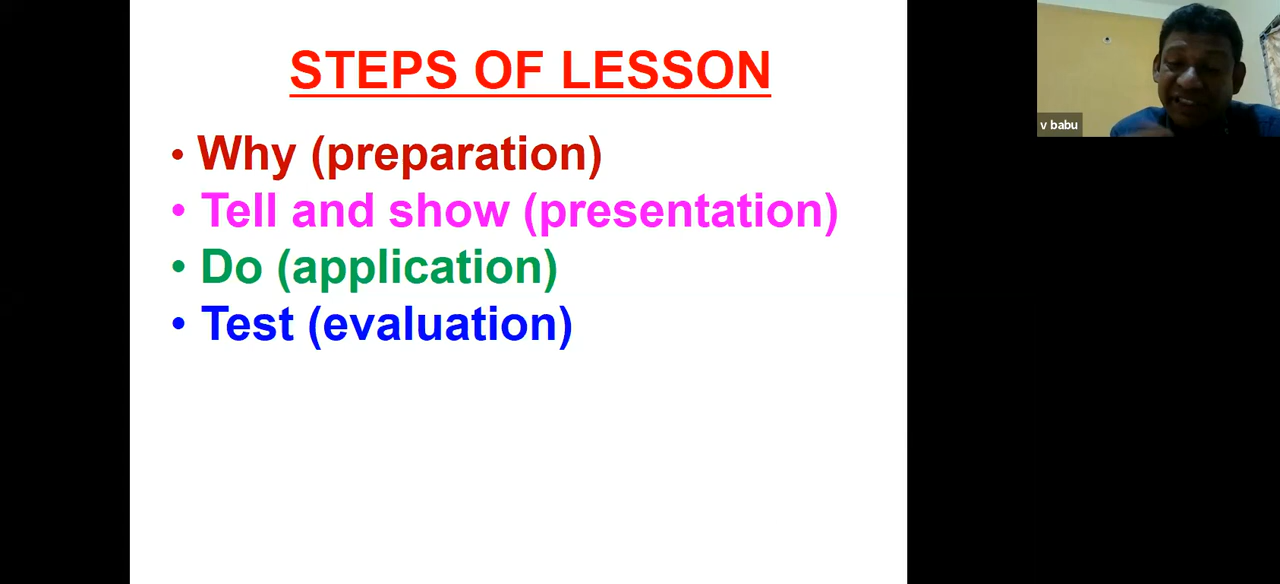 STEPS OF LESSON
• Why (preparation)
• Tell and show (presentation)
• Do (application)
• Test (evaluation)
v babu